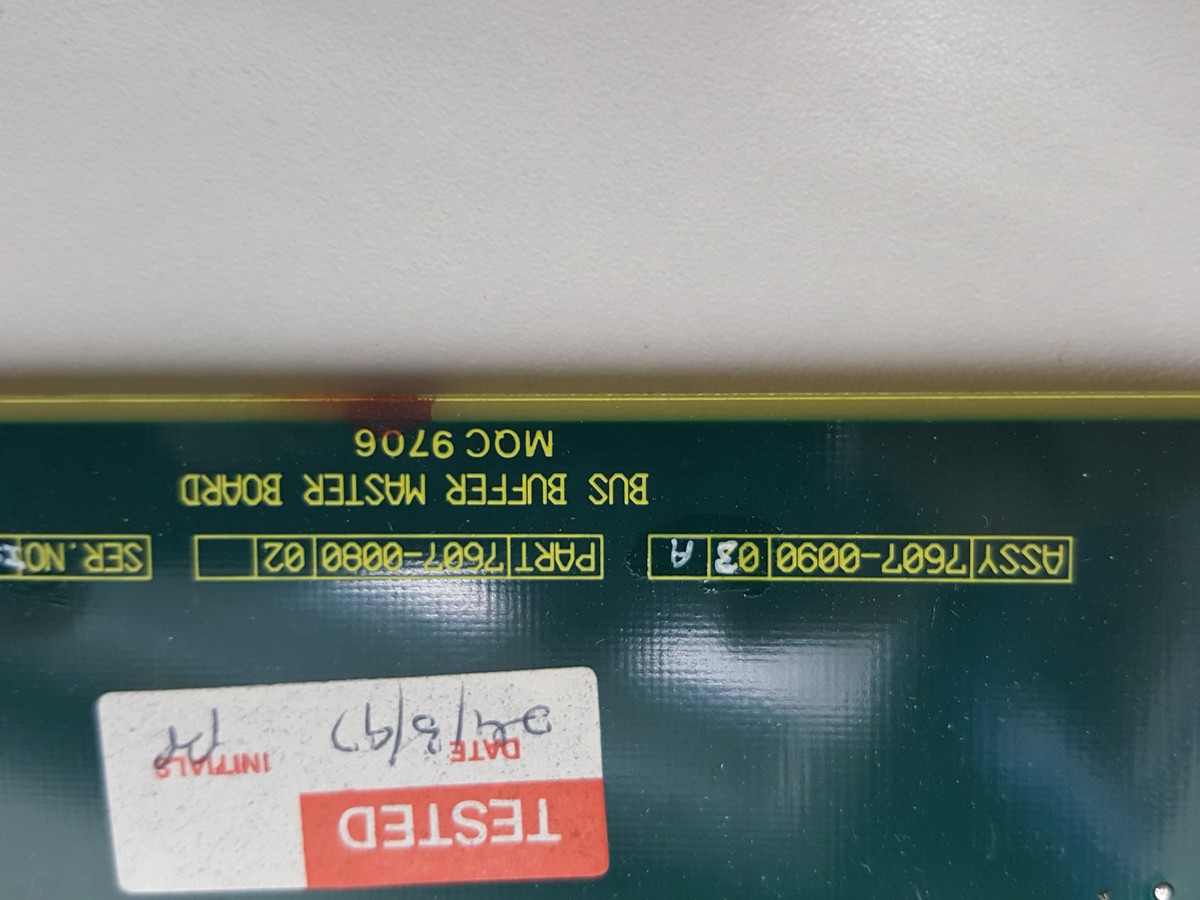 TESTED
DATE INITIALS
24/3/97
ASSY 7607-0090 03 A PART 7607-0080 02 SER.NO
BUS BUFFER MASTER BOARD
MQC 9706